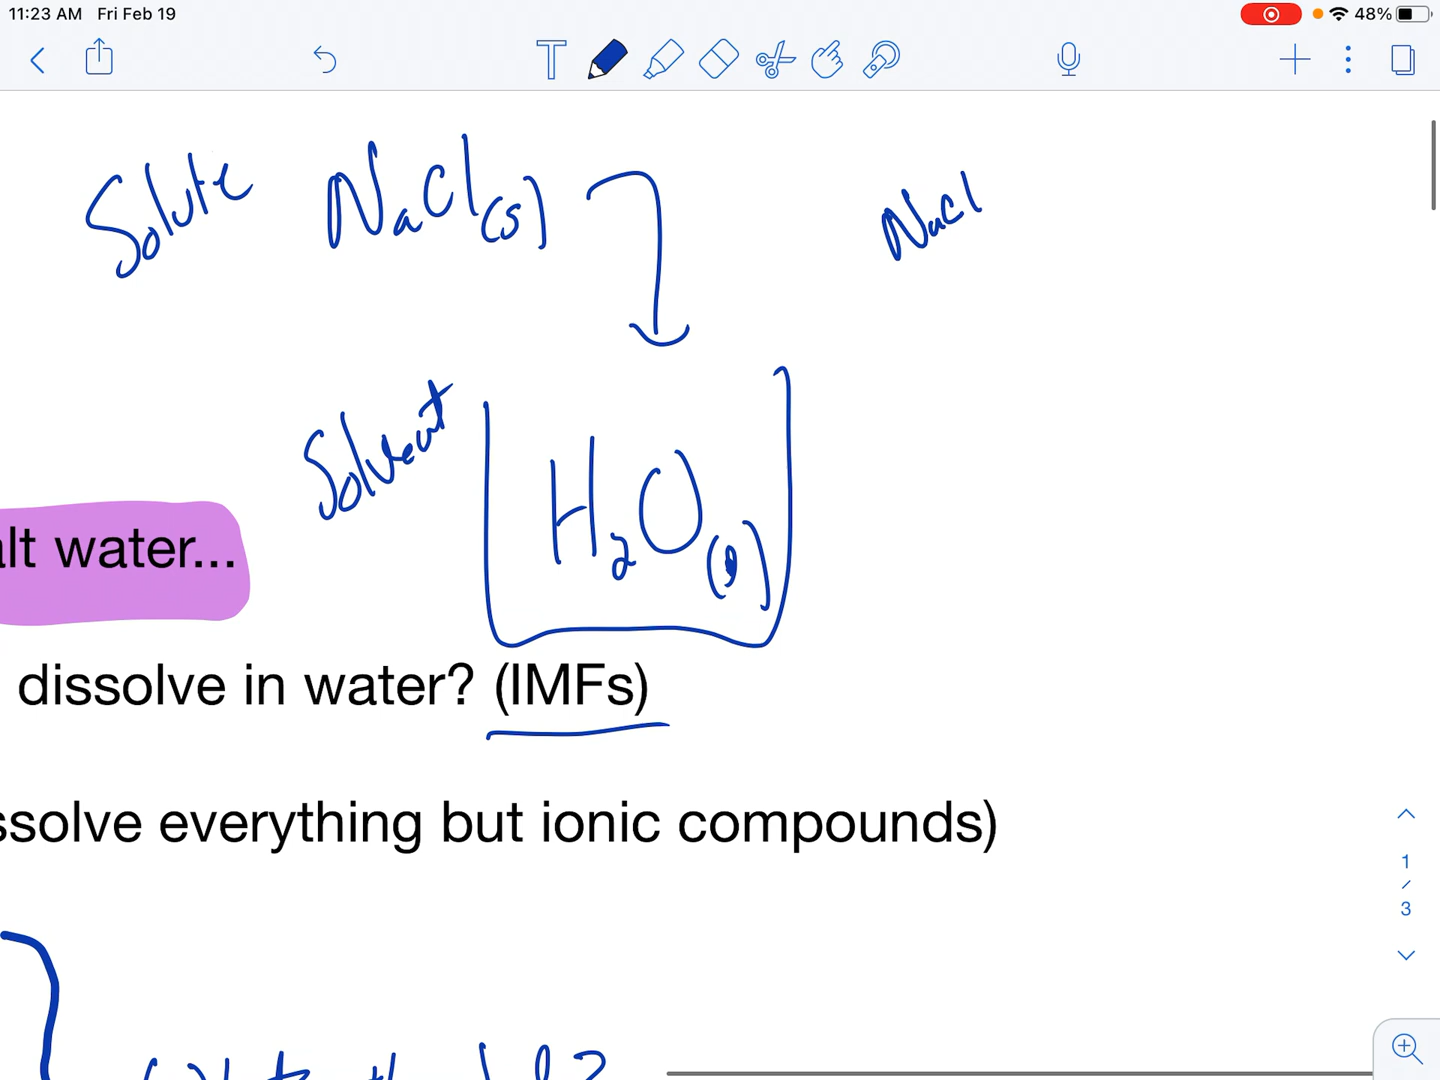 11:23 AM Fri Feb 19
48%
T
Solute NaCl(s)
NaCl
Solvent
H2O(l)
alt water...
dissolve in water? (IMFs)
ssolve everything but ionic compounds)
1
/
3